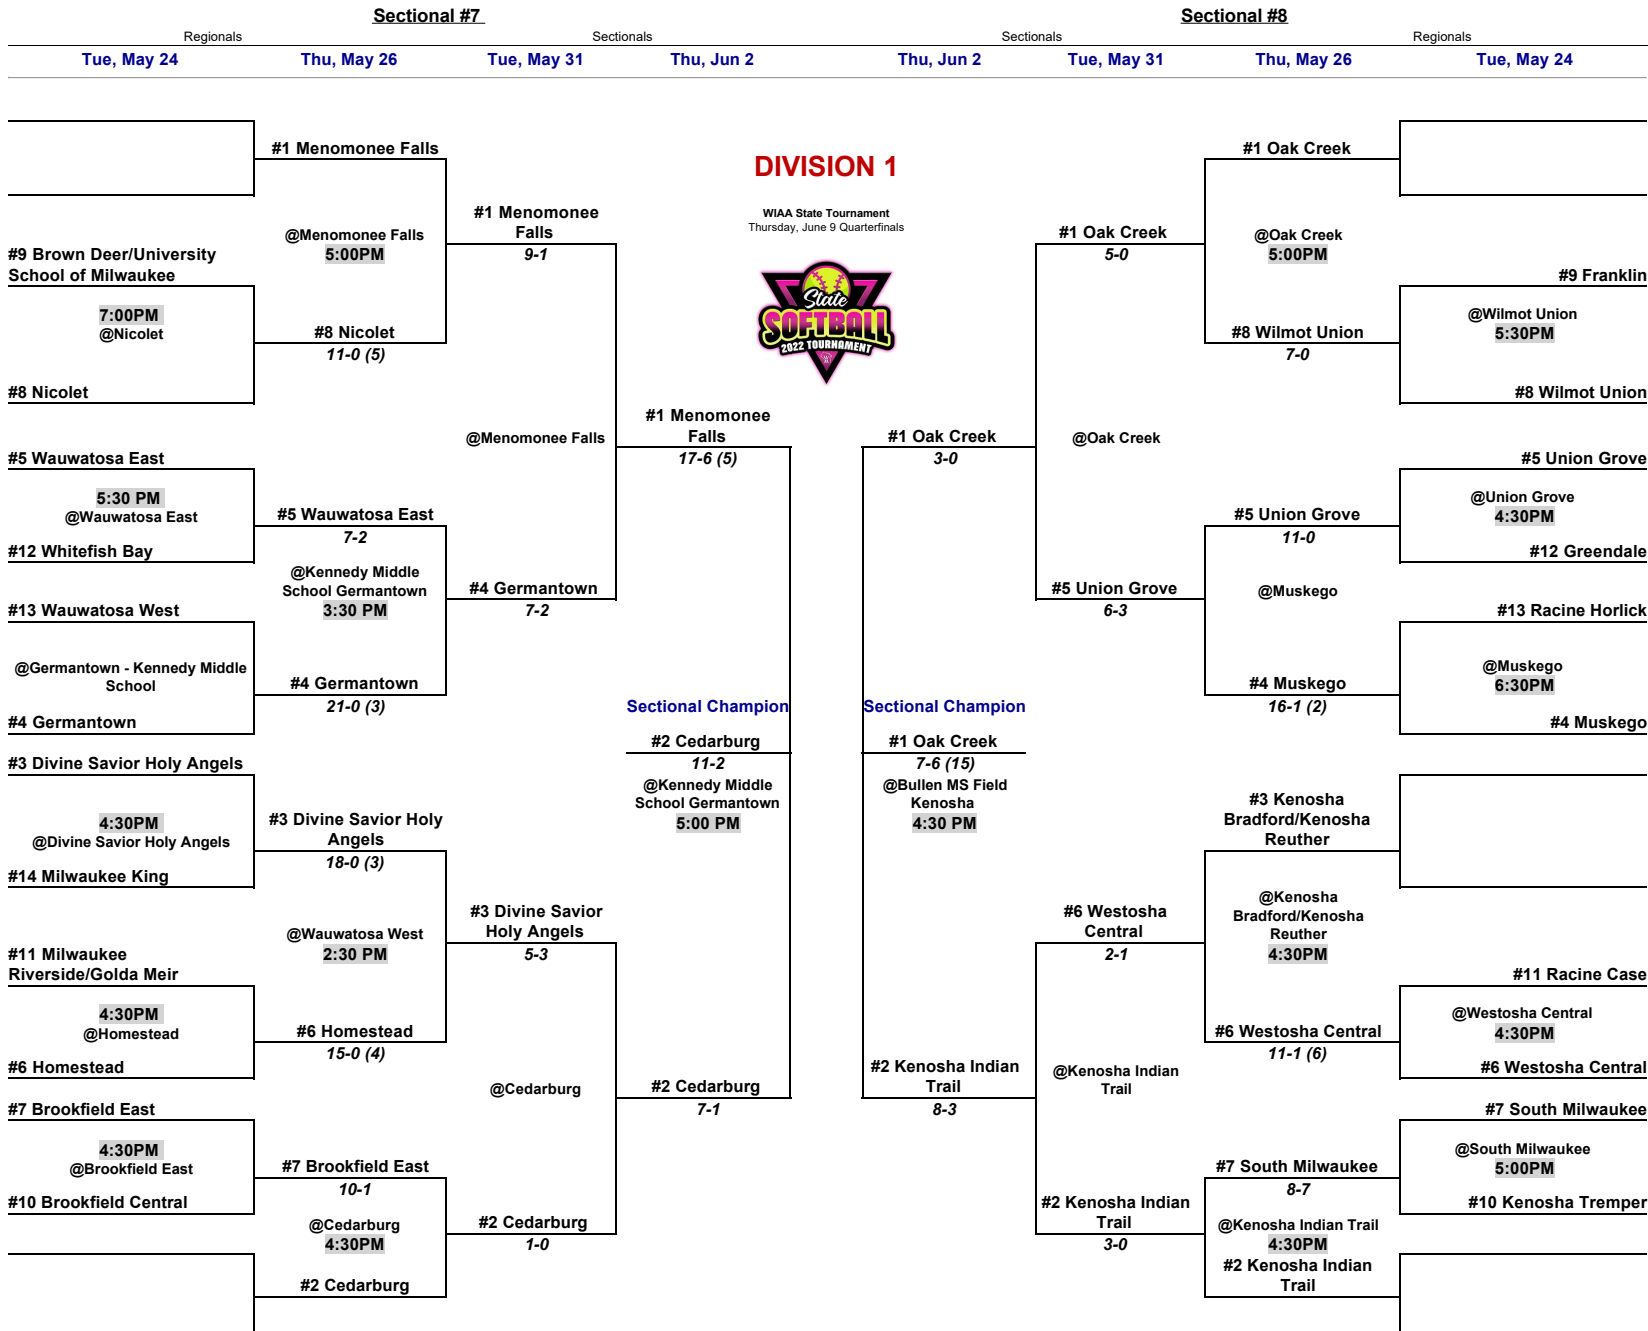 Sectional #7
Sectional #8
Regionals
Sectionals
Sectionals
Regionals
Tue, May 24
Thu, May 26
Tue, May 31
Thu, Jun 2
Thu, Jun 2
Tue, May 31
Thu, May 26
Tue, May 24
#9 Brown Deer/University
School of Milwaukee
7:00PM
@Nicolet
#8 Nicolet
#5 Wauwatosa East
5:30 PM
@Wauwatosa East
#12 Whitefish Bay
#13 Wauwatosa West
@Germantown - Kennedy Middle
School
#4 Germantown
#3 Divine Savior Holy Angels
4:30PM
@Divine Savior Holy Angels
#14 Milwaukee King
#11 Milwaukee
Riverside/Golda Meir
4:30PM
@Homestead
#6 Homestead
#7 Brookfield East
4:30PM
@Brookfield East
#10 Brookfield Central
#1 Menomonee Falls
@Menomonee Falls
5:00PM
#8 Nicolet
11-0 (5)
#5 Wauwatosa East
7-2
@Kennedy Middle
School Germantown
3:30 PM
#4 Germantown
21-0 (3)
#3 Divine Savior Holy
Angels
18-0 (3)
@Wauwatosa West
2:30 PM
#6 Homestead
15-0 (4)
#7 Brookfield East
10-1
@Cedarburg
4:30PM
#2 Cedarburg
#1 Menomonee
Falls
9-1
@Menomonee Falls
#4 Germantown
7-2
#3 Divine Savior
Holy Angels
5-3
@Cedarburg
#2 Cedarburg
1-0
#1 Menomonee
Falls
17-6 (5)
Sectional Champion
#2 Cedarburg
11-2
@Kennedy Middle
School Germantown
5:00 PM
#2 Cedarburg
7-1
DIVISION 1
WIAA State Tournament
Thursday, June 9 Quarterfinals
State
SOFTBALL
2022 TOURNAMENT
#1 Oak Creek
3-0
Sectional Champion
#1 Oak Creek
7-6 (15)
@Bullen MS Field
Kenosha
4:30 PM
#2 Kenosha Indian
Trail
8-3
#1 Oak Creek
5-0
@Oak Creek
#5 Union Grove
6-3
#6 Westosha
Central
2-1
@Kenosha Indian
Trail
#2 Kenosha Indian
Trail
3-0
#1 Oak Creek
@Oak Creek
5:00PM
#8 Wilmot Union
7-0
#5 Union Grove
11-0
@Muskego
#4 Muskego
16-1 (2)
#3 Kenosha
Bradford/Kenosha
Reuther
@Kenosha
Bradford/Kenosha
Reuther
4:30PM
#6 Westosha Central
11-1 (6)
#7 South Milwaukee
8-7
@Kenosha Indian Trail
4:30PM
#2 Kenosha Indian
Trail
#9 Franklin
@Wilmot Union
5:30PM
#8 Wilmot Union
#5 Union Grove
@Union Grove
4:30PM
#12 Greendale
#13 Racine Horlick
@Muskego
6:30PM
#4 Muskego
#11 Racine Case
@Westosha Central
4:30PM
#6 Westosha Central
#7 South Milwaukee
@South Milwaukee
5:00PM
#10 Kenosha Tremper